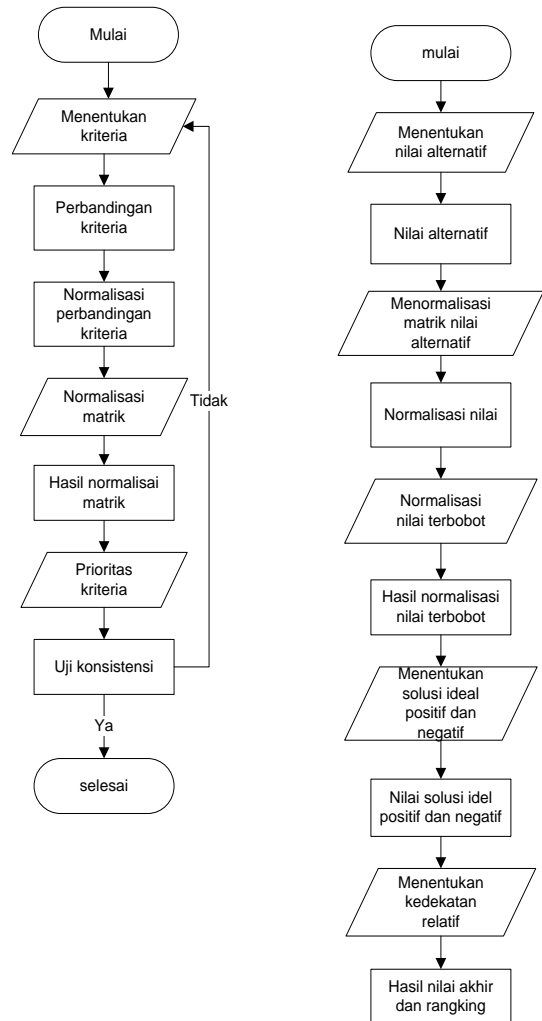 Mulai
Menentukan
kriteria
Perbandingan
kriteria
Normalisasi
perbandingan
kriteria
Normalisasi
matrik
Tidak
Hasil normalisai
matrik
Prioritas
kriteria
Uji konsistensi
Ya
selesai
mulai
Menentukan
nilai alternatif
Nilai alternatif
Menormalisasi
matrik nilai
alternatif
Normalisasi nilai
Normalisasi
nilai terbobot
Hasil normalisasi
nilai terbobot
Menentukan
solusi ideal
positif dan
negatif
Nilai solusi idel
positif dan negatif
Menentukan
kedekatan
relatif
Hasil nilai akhir
dan rangking